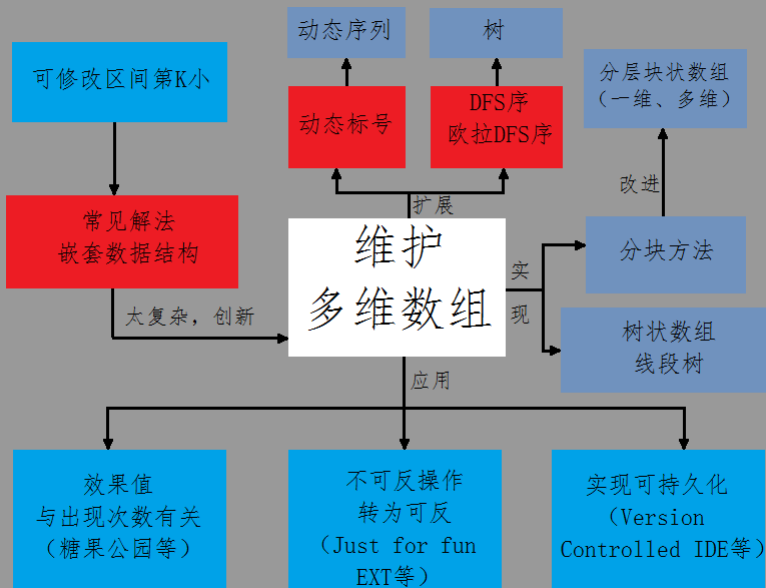 动态序列
树
可修改区间第K小
分层块状数组
（一维、多维）
动态标号
DFS序
欧拉DFS序
改进
扩展
常见解法
嵌套数据结构
维护
多维数组
实
现
分块方法
太复杂，创新
树状数组
线段树
应用
效果值
与出现次数有关
（糖果公园等）
不可反操作
转为可反
（Just for fun
EXT等）
实现可持久化
（Version
Controlled IDE等）